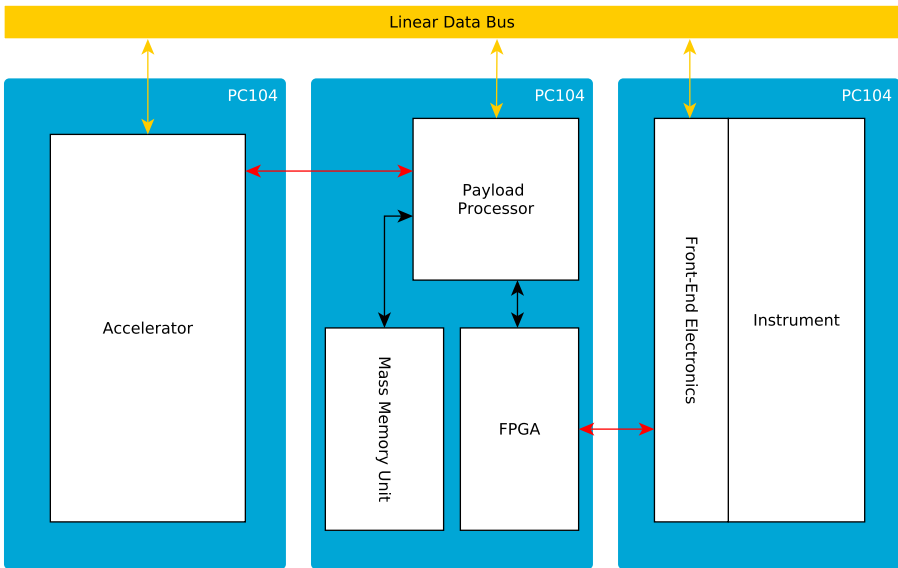 Linear Data Bus
PC104
PC104
PC104
Payload
Processor
Accelerator
Mass Memory Unit
FPGA
Front-End Electronics
Instrument